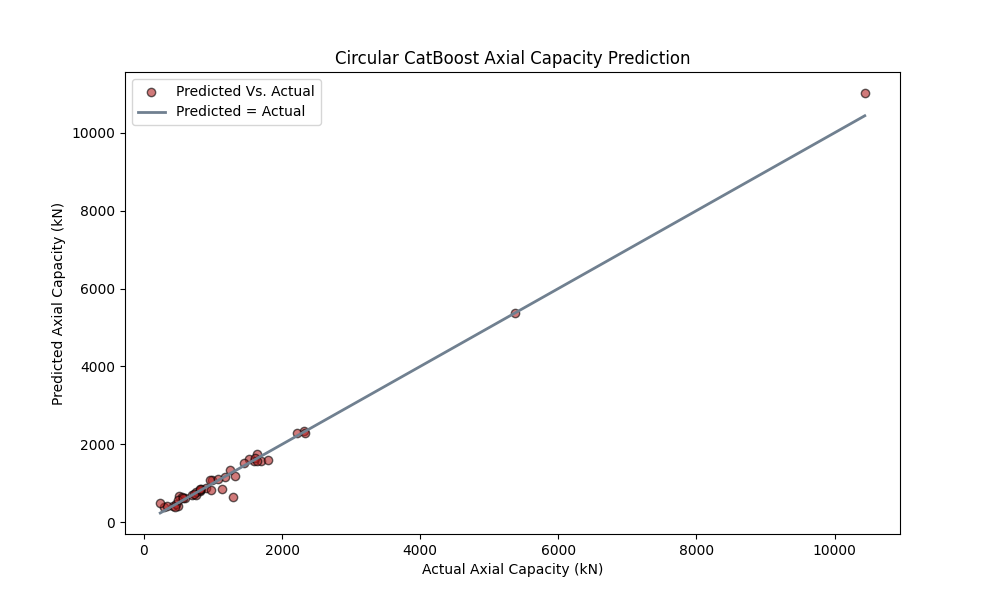 Circular CatBoost Axial Capacity Prediction
Predicted Vs. Actual
Predicted = Actual
Predicted Axial Capacity (kN)
10000
8000
6000
4000
2000
0
0 2000 4000 6000 8000 10000
Actual Axial Capacity (kN)